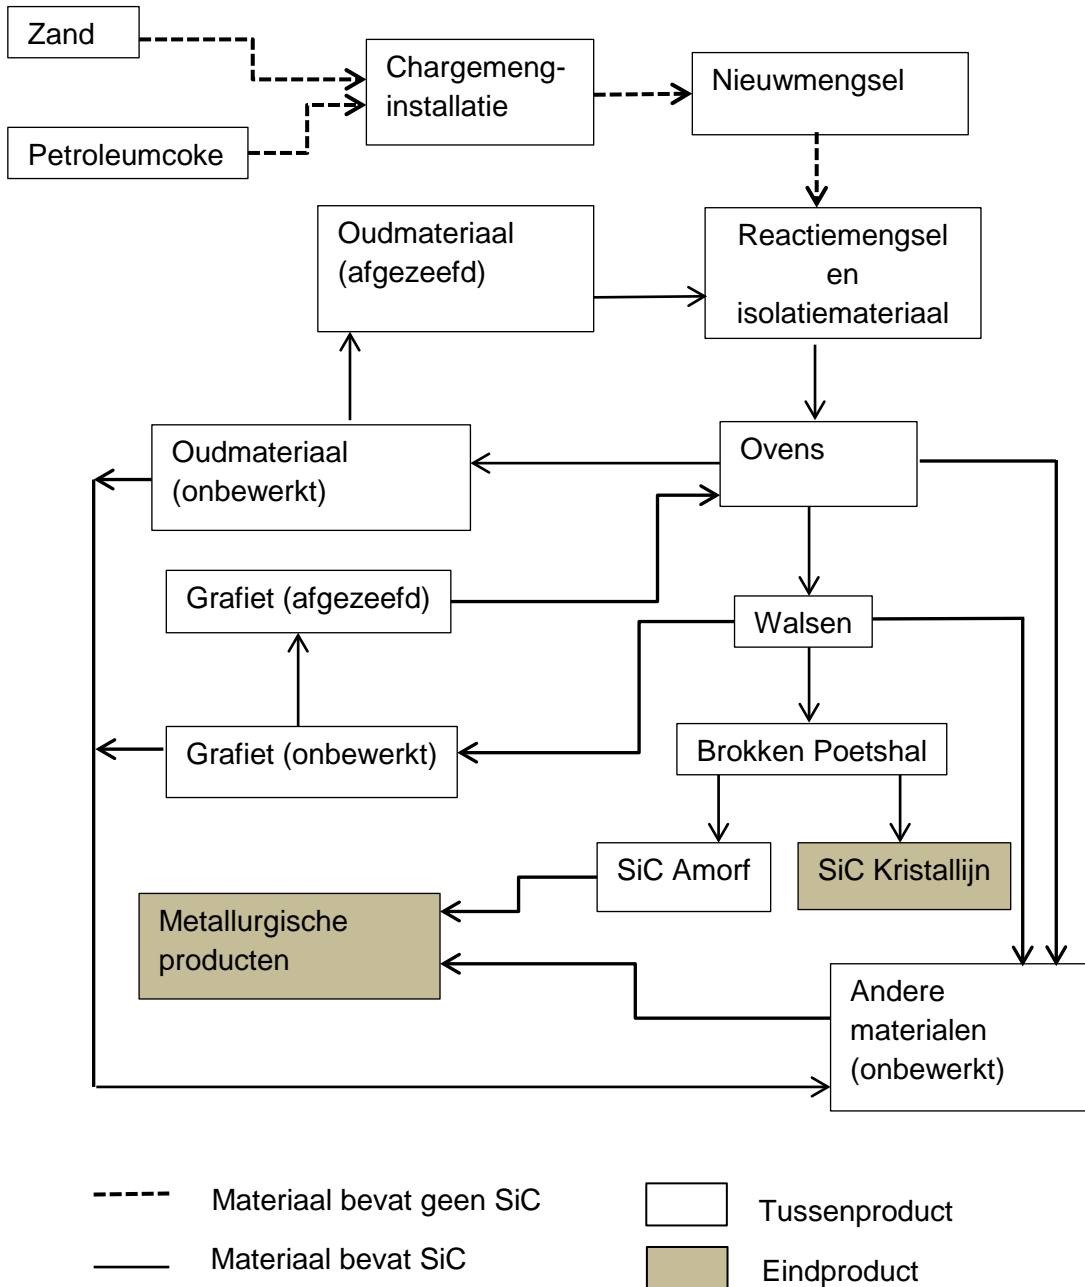 Zand
Chargemeng-
installatie
Nieuwmengsel
Petroleumcoke
Oudmateriaal
(afgezeefd)
Reactiemengsel
en
isolatiemateriaal
Oudmateriaal
(onbewerkt)
Ovens
Grafiet (afgezeefd)
Walsen
Grafiet (onbewerkt)
Brokken Poetshal
SiC Amorf
SiC Kristallijn
Metallurgische
producten
Andere
materialen
(onbewerkt)
Materiaal bevat geen SiC
Tussenproduct
Materiaal bevat SiC
Eindproduct